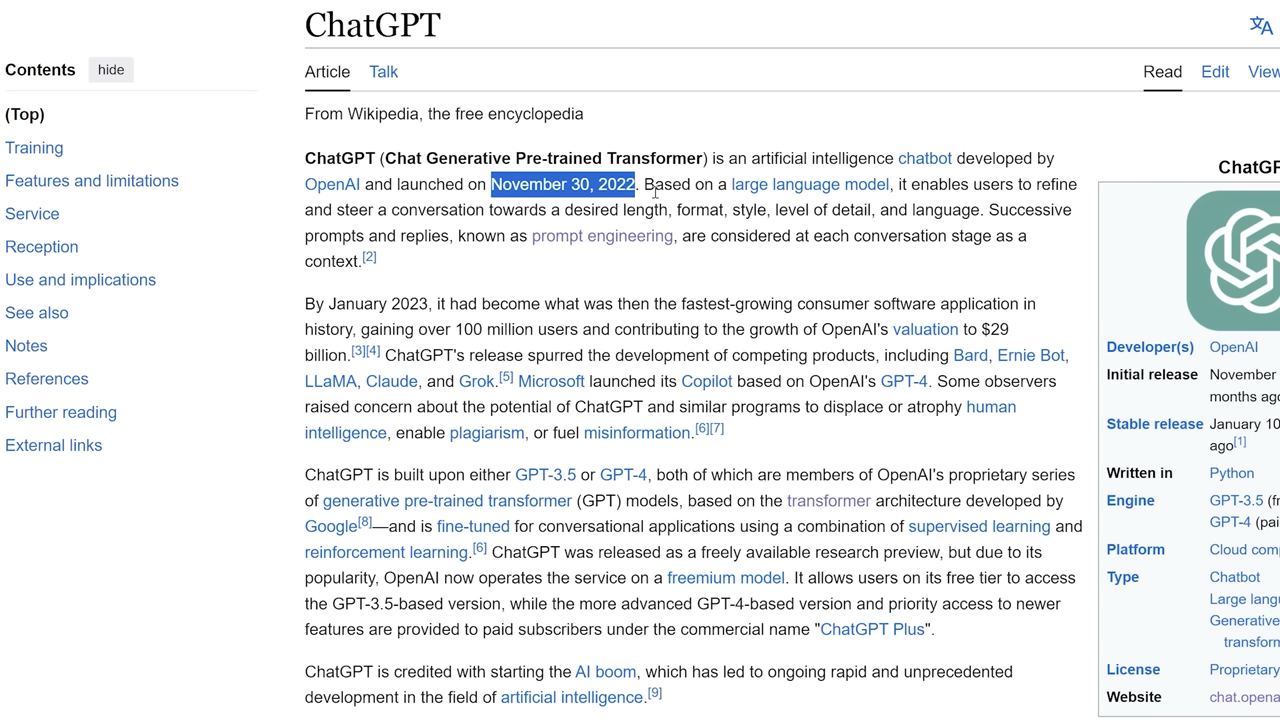 ChatGPT
Contents hide
(Top)
Training
Features and limitations
Service
Reception
Use and implications
See also
Notes
References
Further reading
External links
Article Talk
Read Edit View
From Wikipedia, the free encyclopedia
ChatGPT (Chat Generative Pre-trained Transformer) is an artificial intelligence chatbot developed by
OpenAI and launched on November 30, 2022. Based on a large language model, it enables users to refine
and steer a conversation towards a desired length, format, style, level of detail, and language. Successive
prompts and replies, known as prompt engineering, are considered at each conversation stage as a
context.[2]
By January 2023, it had become what was then the fastest-growing consumer software application in
history, gaining over 100 million users and contributing to the growth of OpenAI's valuation to $29
billion.[3][4] ChatGPT's release spurred the development of competing products, including Bard, Ernie Bot,
LLaMA, Claude, and Grok.[5] Microsoft launched its Copilot based on OpenAI's GPT-4. Some observers
raised concern about the potential of ChatGPT and similar programs to displace or atrophy human
intelligence, enable plagiarism, or fuel misinformation.[6][7]
ChatGPT is built upon either GPT-3.5 or GPT-4, both of which are members of OpenAI's proprietary series
of generative pre-trained transformer (GPT) models, based on the transformer architecture developed by
Google[8]—and is fine-tuned for conversational applications using a combination of supervised learning and
reinforcement learning.[6] ChatGPT was released as a freely available research preview, but due to its
popularity, OpenAI now operates the service on a freemium model. It allows users on its free tier to access
the GPT-3.5-based version, while the more advanced GPT-4-based version and priority access to newer
features are provided to paid subscribers under the commercial name "ChatGPT Plus".
ChatGPT is credited with starting the AI boom, which has led to ongoing rapid and unprecedented
development in the field of artificial intelligence.[9]
ChatGP
Developer(s) OpenAI
Initial release November
months ago
Stable release January 10
ago[1]
Written in Python
Engine GPT-3.5 (fr
GPT-4 (pai
Platform Cloud comp
Type Chatbot
Large langu
Generative
transform
License Proprietary
Website chat.opena